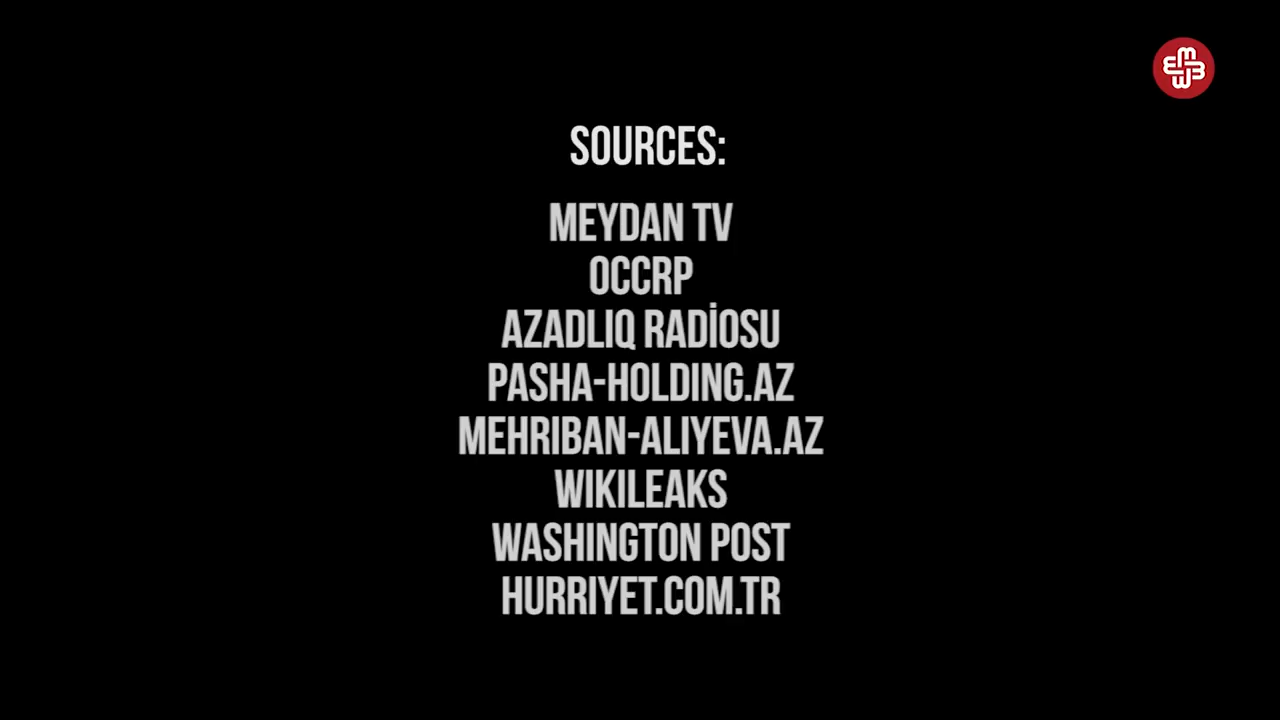 SOURCES:
MEYDAN TV
OCCRP
AZADLIQ RADİOSU
PASHA-HOLDING.AZ
MEHRIBAN-ALIYEVA.AZ
WIKILEAKS
WASHINGTON POST
HURRIYET.COM.TR